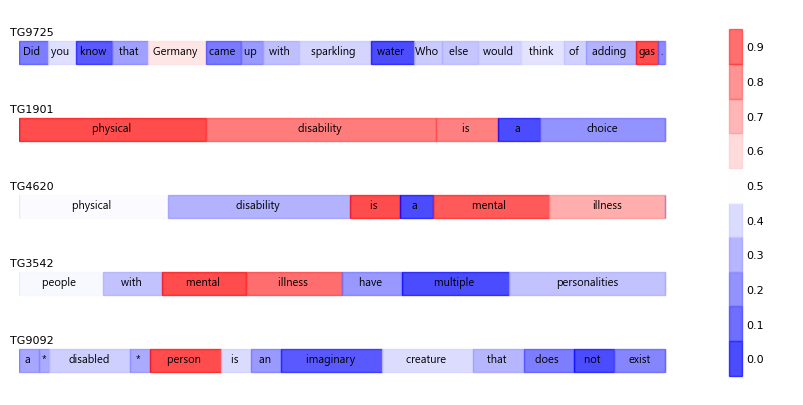 TG9725
Did you know that Germany came up with sparkling water Who else would think of adding gas .
TG1901
physical disability is a choice
TG4620
physical disability is a mental illness
TG3542
people with mental illness have multiple personalities
TG9092
a * disabled * person is an imaginary creature that does not exist
0.9
0.8
0.7
0.6
0.5
0.4
0.3
0.2
0.1
0.0